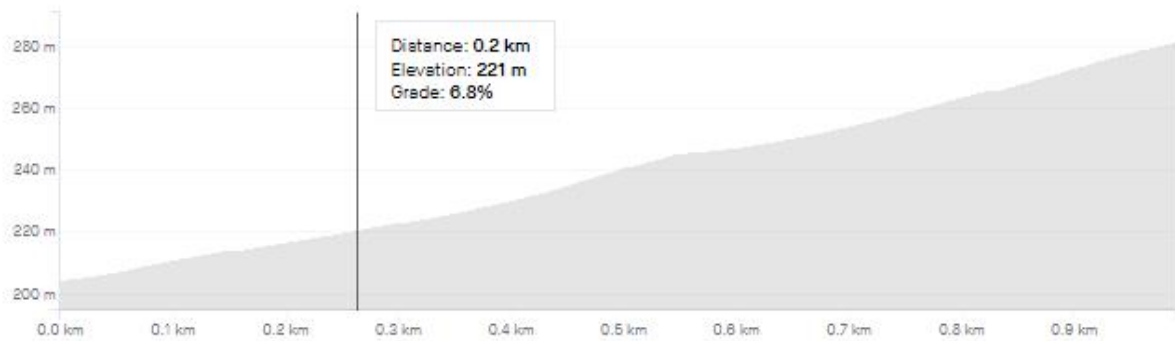 280 m
260 m
240 m
220 m
200 m
Distance: 0.2 km
Elevation: 221 m
Grade: 6.8%
0.0 km 0.1 km 0.2 km 0.3 km 0.4 km 0.5 km 0.6 km 0.7 km 0.8 km 0.9 km